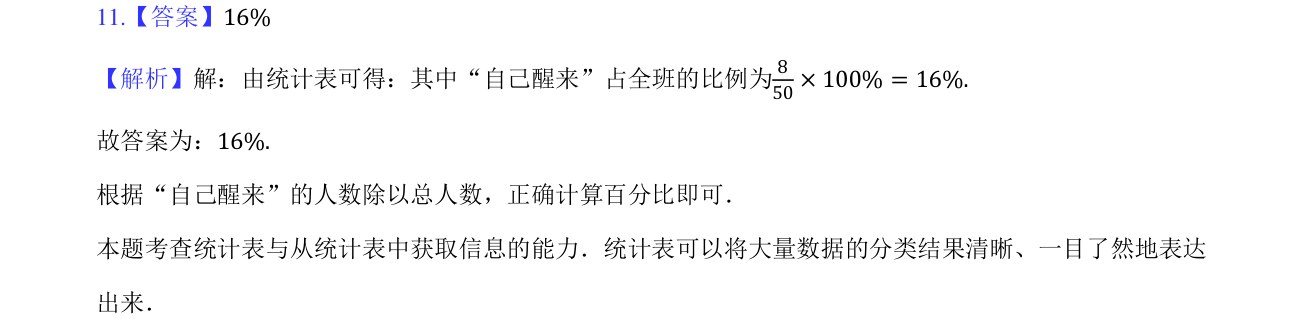 11.【答案】16%
【解析】解：由统计表可得：其中“自己醒来”占全班的比例为8/50 × 100% = 16%.
故答案为：16%.
根据“自己醒来”的人数除以总人数，正确计算百分比即可．
本题考查统计表与从统计表中获取信息的能力．统计表可以将大量数据的分类结果清晰、一目了然地表达
出来．